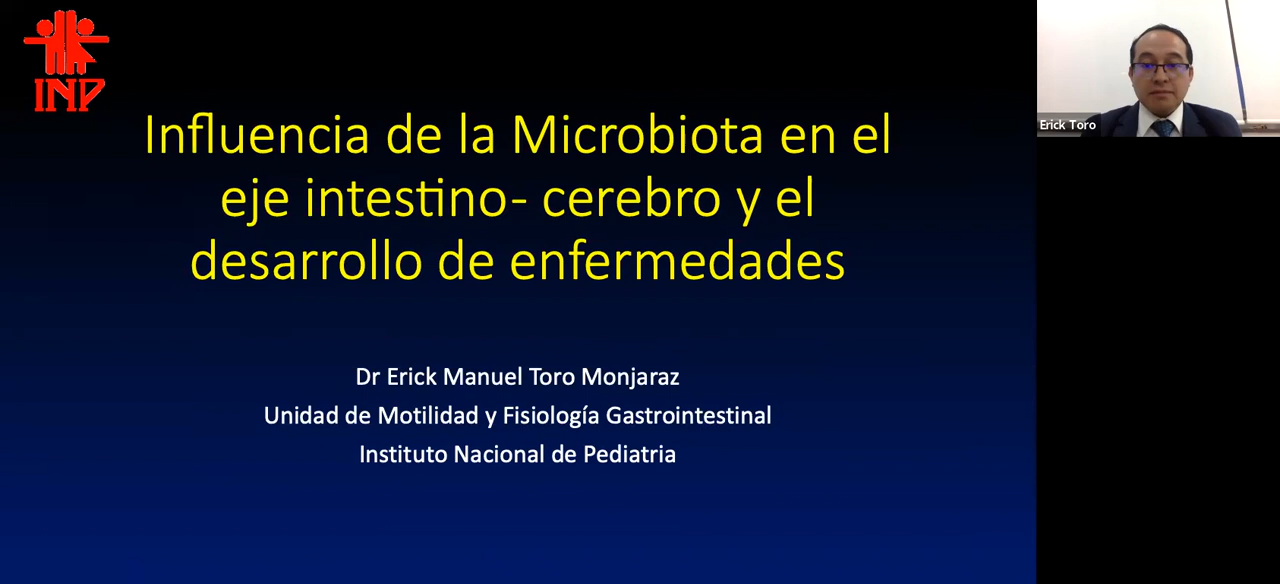 INP
Influencia de la Microbiota en el
eje intestino- cerebro y el
desarrollo de enfermedades
Dr Erick Manuel Toro Monjaraz
Unidad de Motilidad y Fisiología Gastrointestinal
Instituto Nacional de Pediatria
Erick Toro